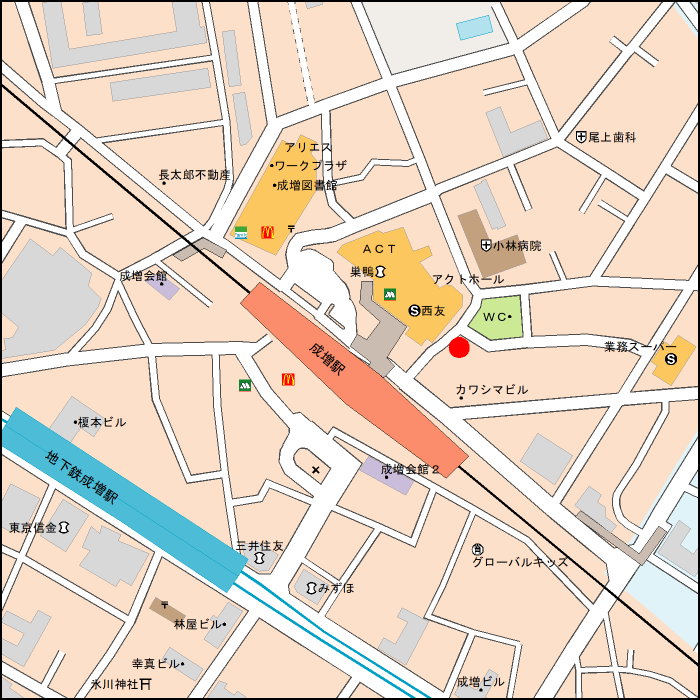 アリエス
ワークプラザ
成増図書館
長太郎不動産
尾上歯科
ACT
小林病院
巣鴨
アクトホール
成増会館
西友
WC
業務スーパー
成増駅
カワシマビル
榎本ビル
地下鉄成増駅
成増会館2
東京信金
三井住友
グローバルキッズ
みずほ
林屋ビル
幸真ビル
氷川神社
成増ビル